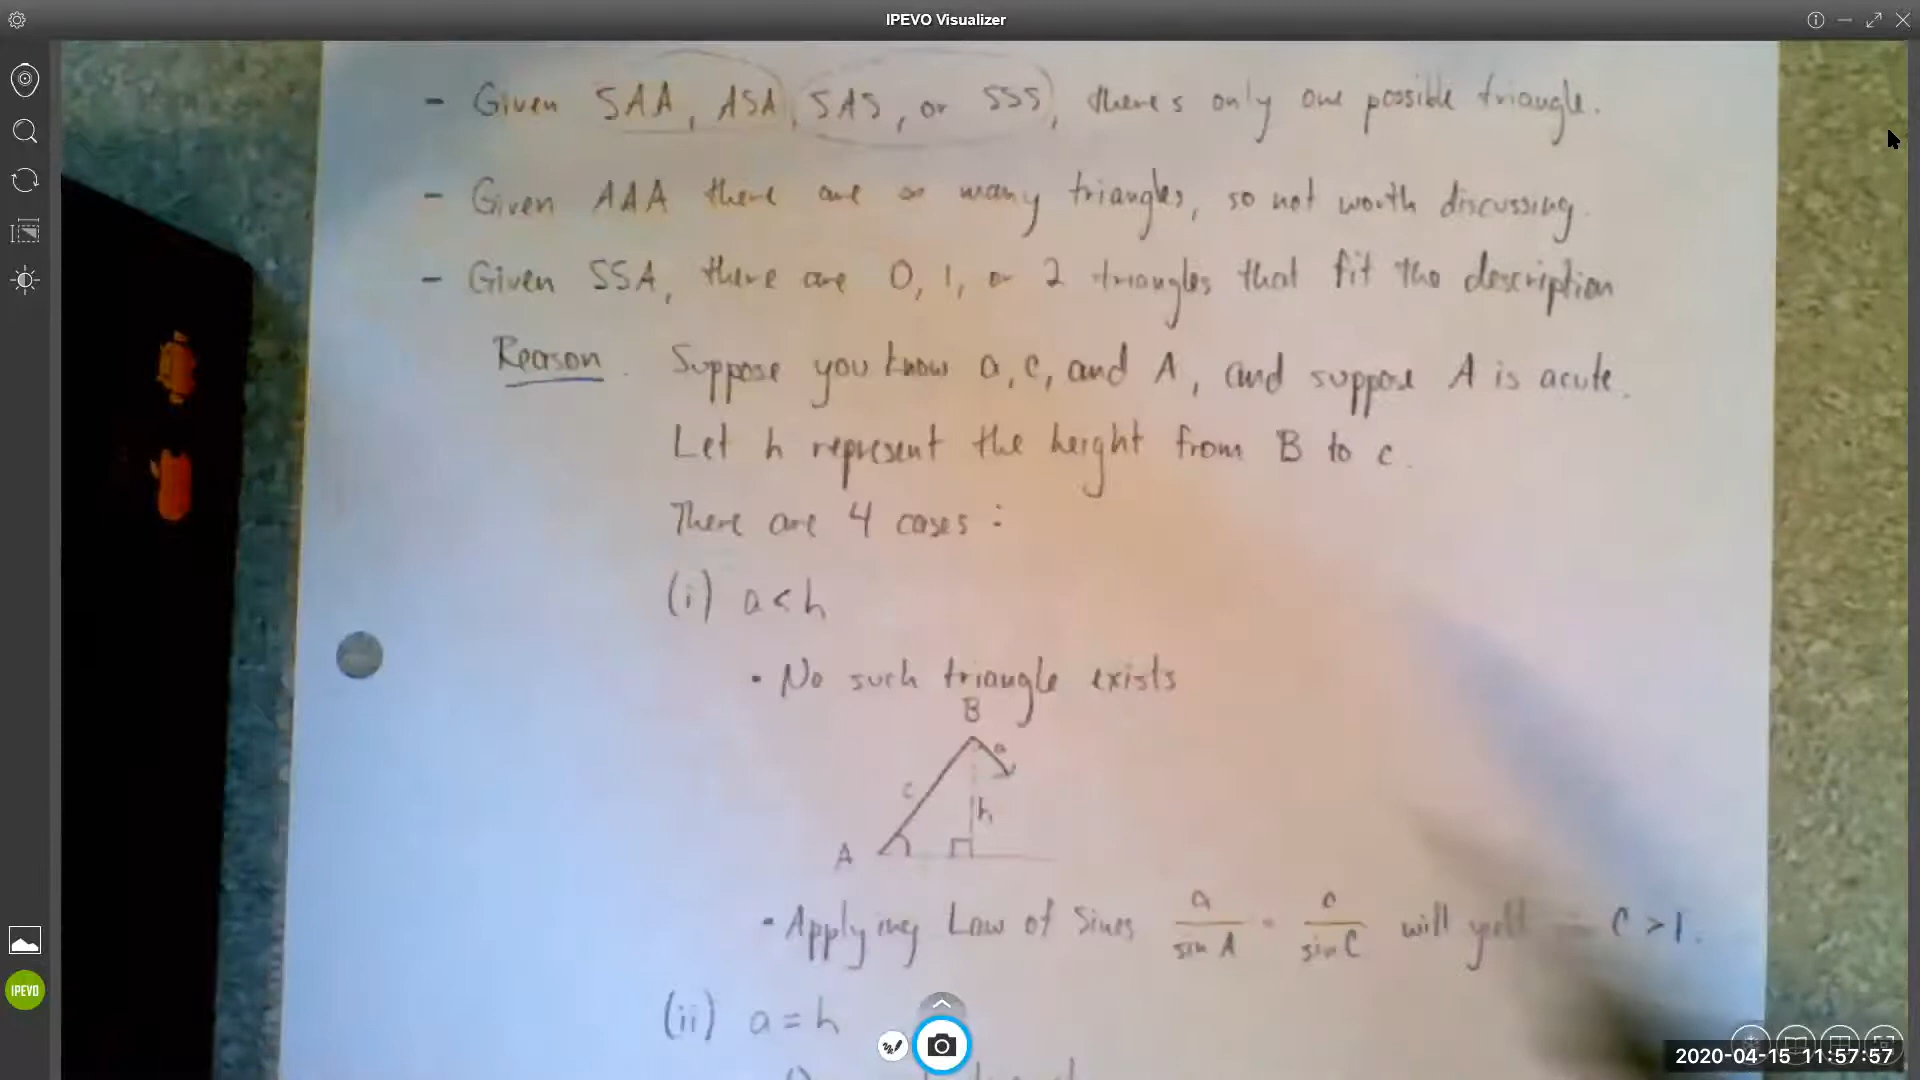 IPEVO Visualizer
- Given SAA, ASA, SAS, or SSS, there's only one possible triangle.
- Given AAA there are ∞ many triangles, so not worth discussing.
- Given SSA, there are 0, 1, or 2 triangles that fit the description
Reason. Suppose you know a, c, and A, and suppose A is acute.
Let h represent the height from B to c.
There are 4 cases:
(i) a < h
• No such triangle exists
B
a
c
h
A
• Applying Law of Sines a/sin A = c/sin C will C > 1.
(ii) a = h
IPEVO
2020-04-15 11:57:57